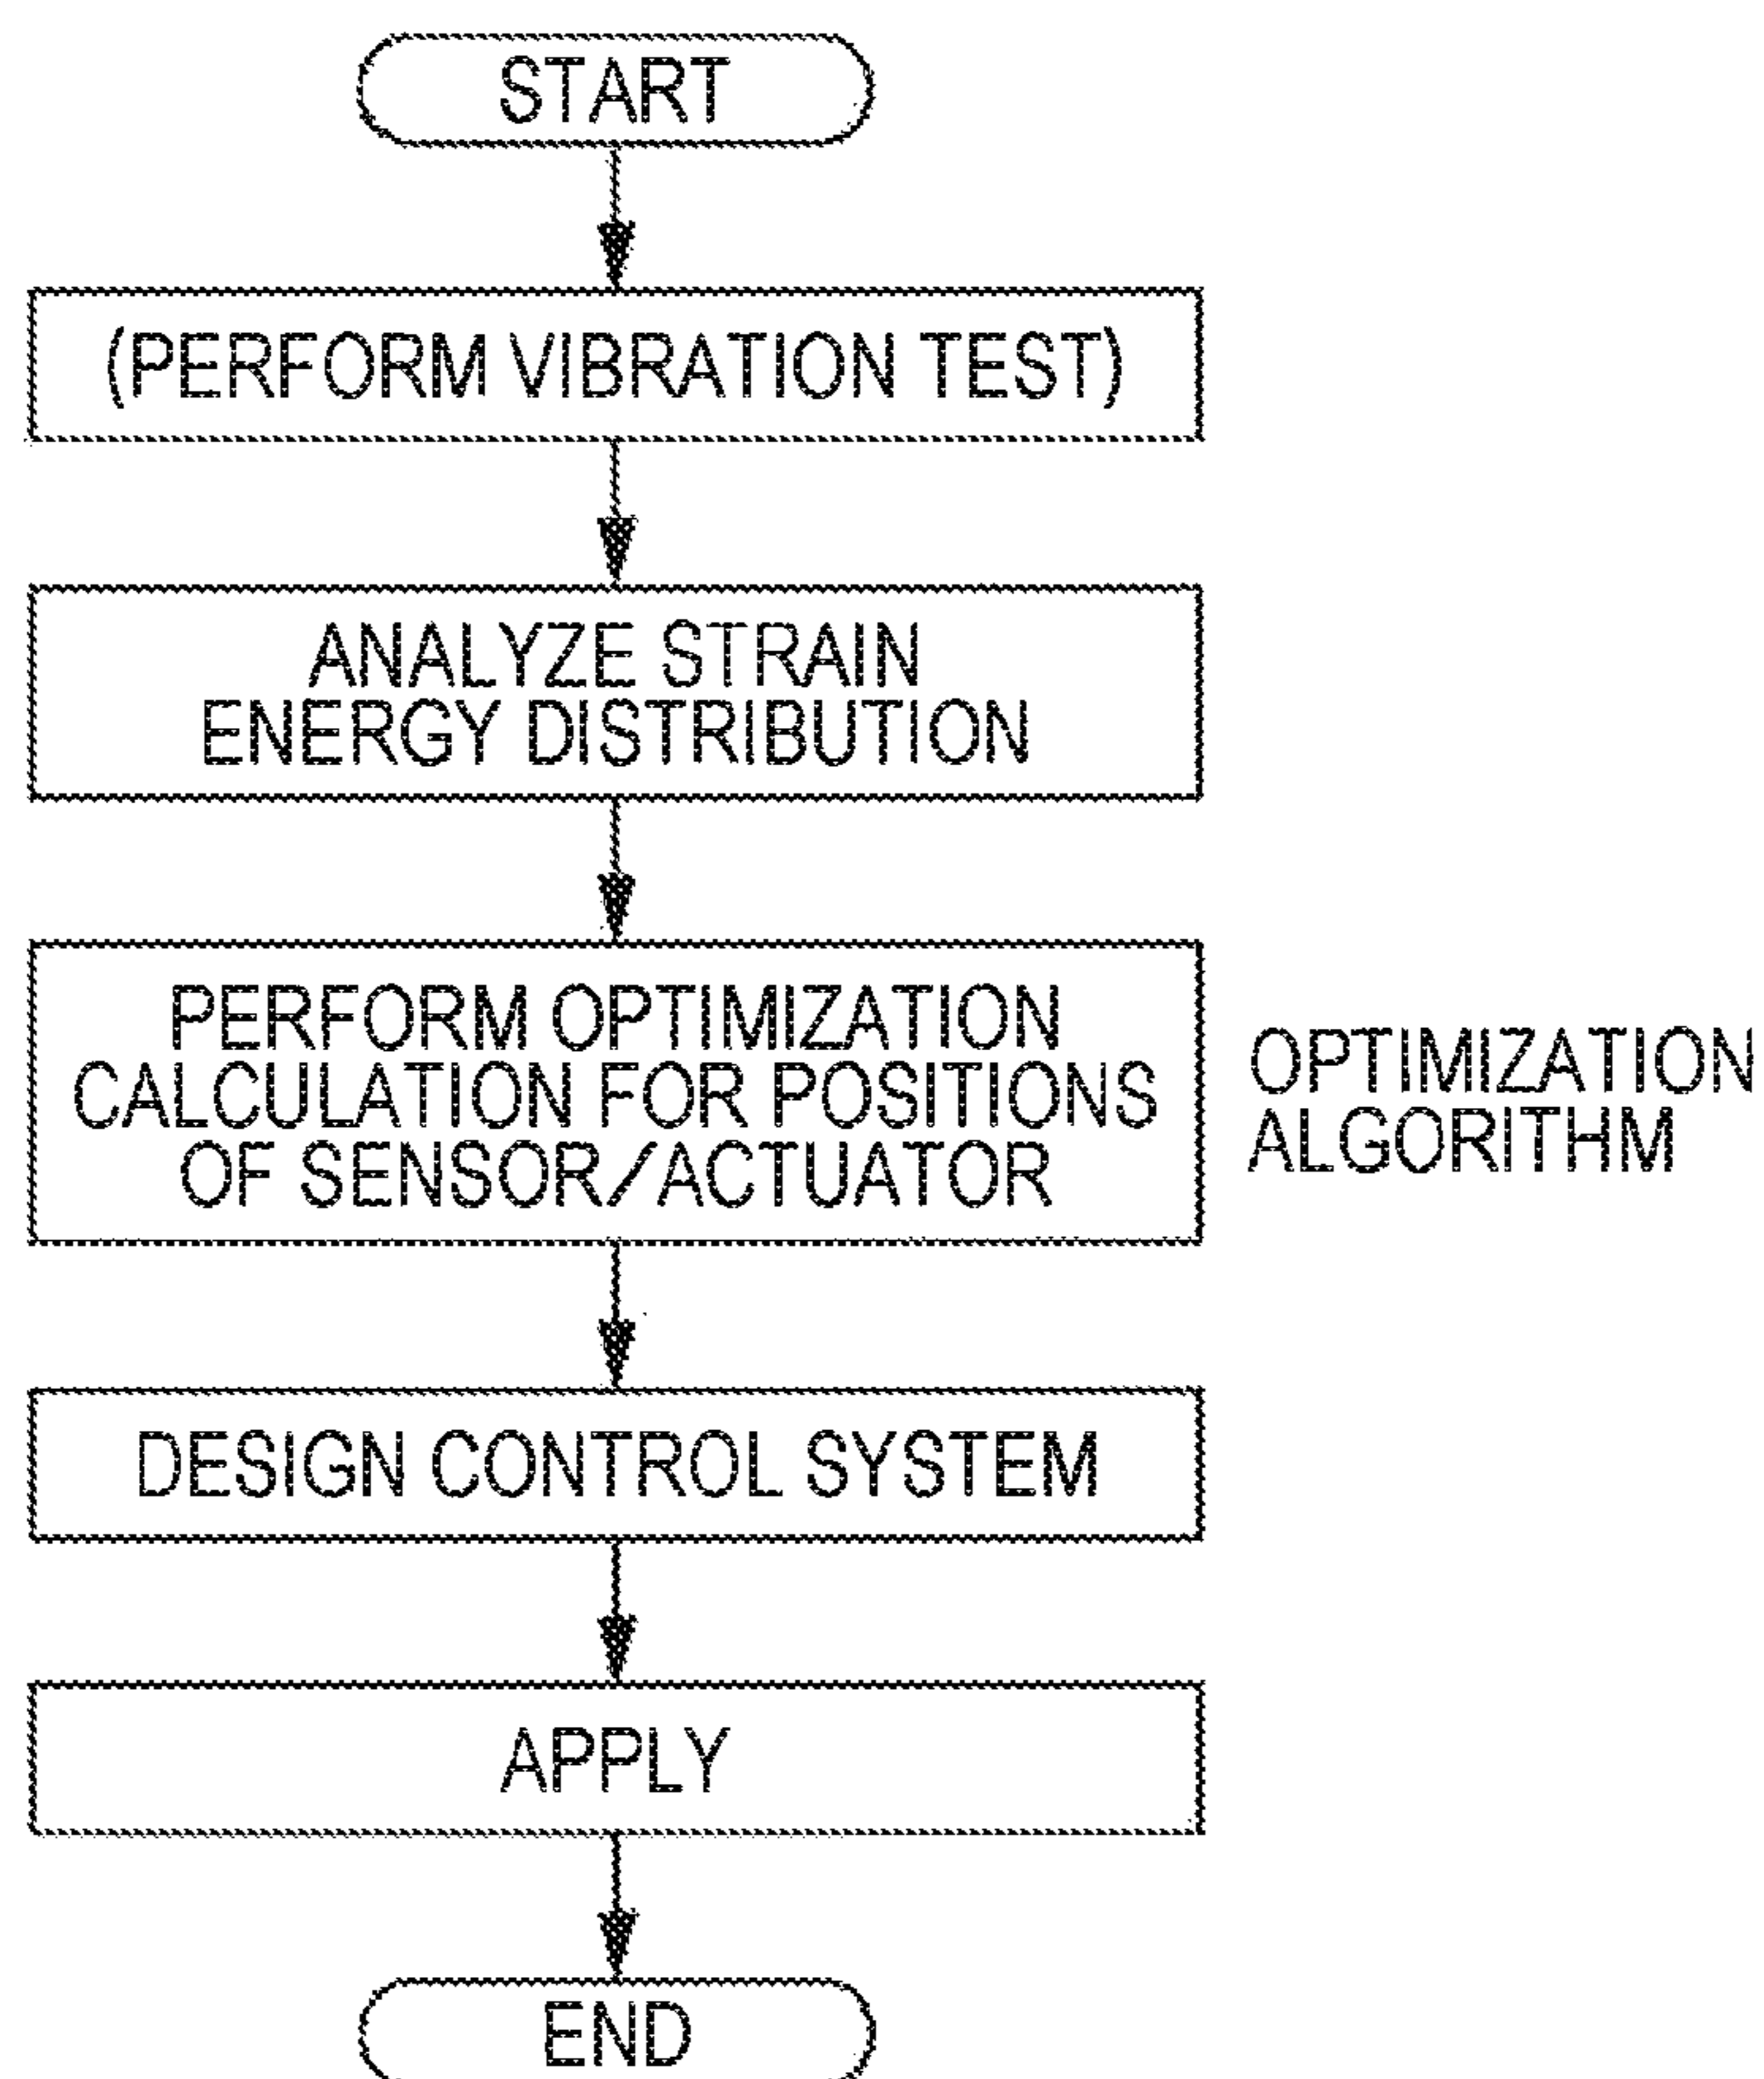 START
(PERFORM VIBRATION TEST)
ANALYZE STRAIN
ENERGY DISTRIBUTION
PERFORM OPTIMIZATION
CALCULATION FOR POSITIONS
OF SENSOR/ACTUATOR
OPTIMIZATION
ALGORITHM
DESIGN CONTROL SYSTEM
APPLY
END